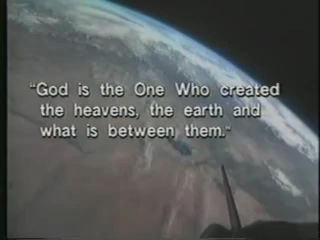 "God is the One Who created
the heavens, the earth and
what is between them."